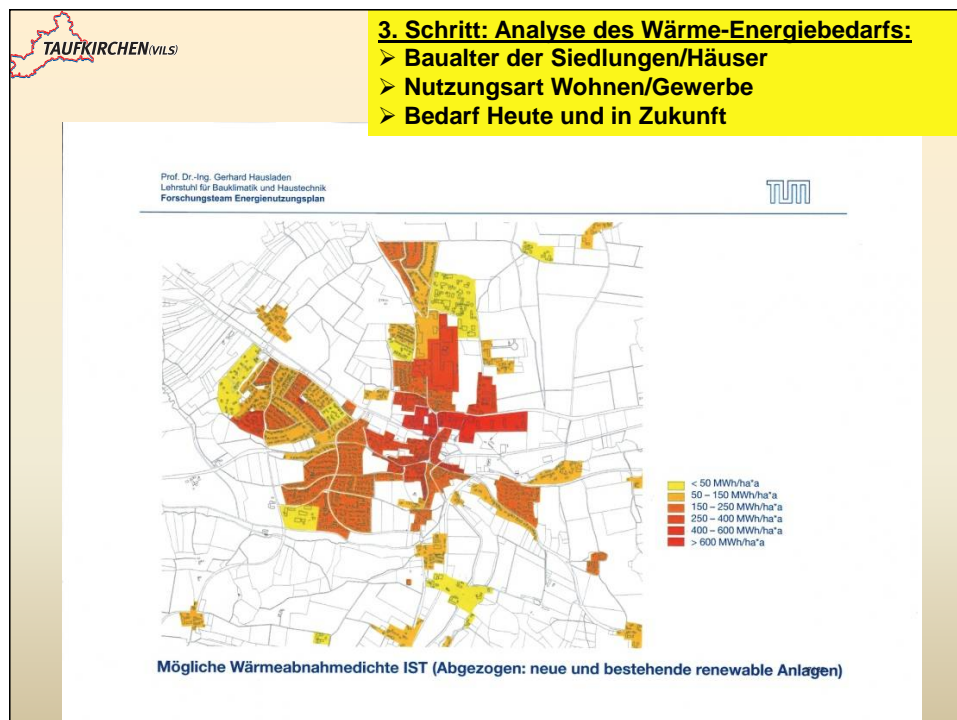 TAUFKIRCHEN(VILS)
3. Schritt: Analyse des Wärme-Energiebedarfs:
➢ Baualter der Siedlungen/Häuser
➢ Nutzungsart Wohnen/Gewerbe
➢ Bedarf Heute und in Zukunft
Prof. Dr.-Ing. Gerhard Hausladen
Lehrstuhl für Bauklimatik und Haustechnik
Forschungsteam Energienutzungsplan
TUM
< 50 MWh/ha*a
50 – 150 MWh/ha*a
150 – 250 MWh/ha*a
250 – 400 MWh/ha*a
400 – 600 MWh/ha*a
> 600 MWh/ha*a
Mögliche Wärmeabnahmedichte IST (Abgezogen: neue und bestehende renewable Anlagen)